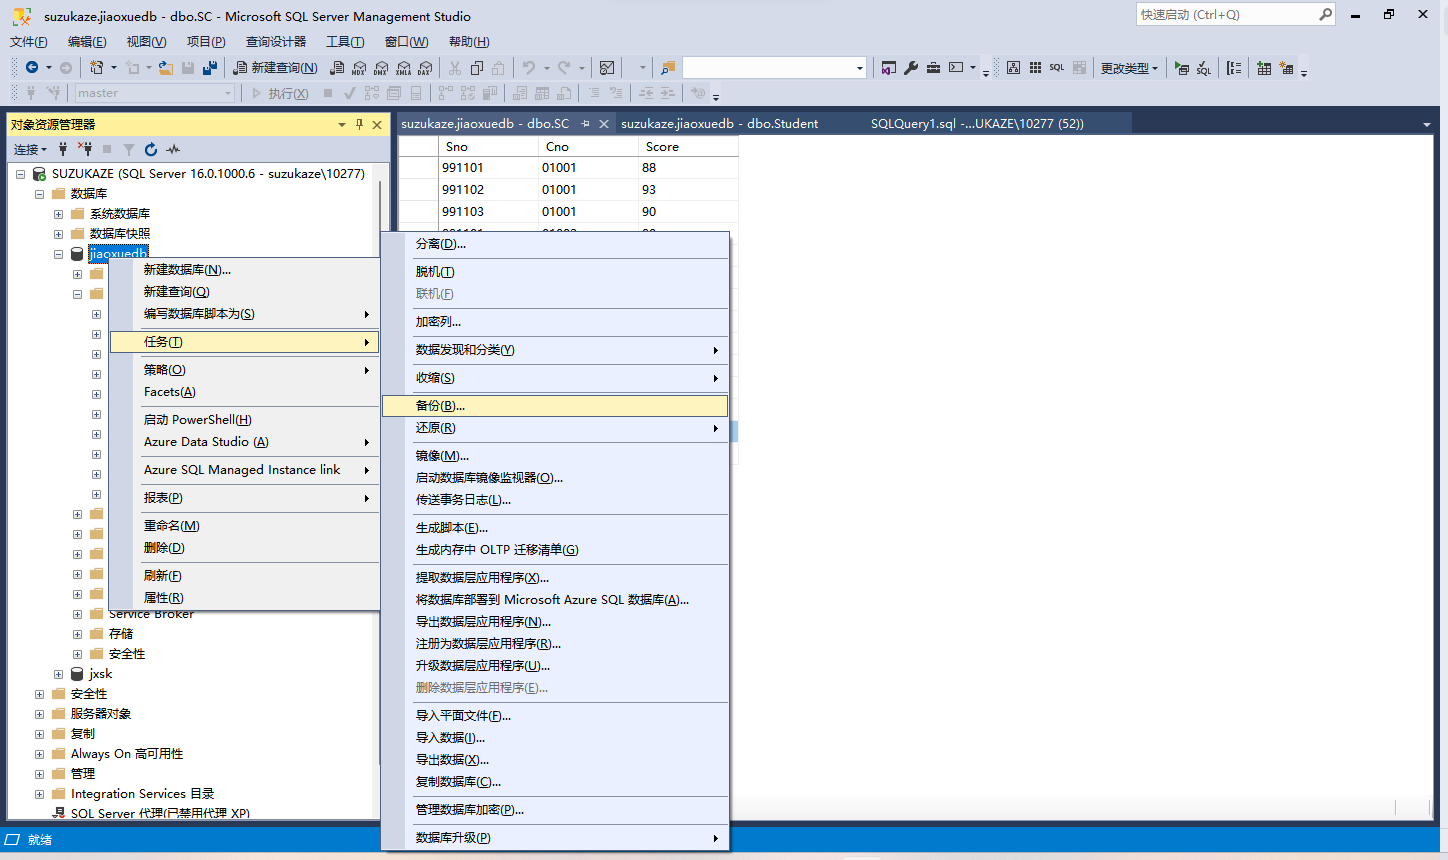 suzukaze.jiaoxuedb - dbo.SC - Microsoft SQL Server Management Studio
快速启动 (Ctrl+Q)
文件(F) 编辑(E) 视图(V) 项目(P) 查询设计器 工具(T) 窗口(W) 帮助(H)
新建查询(N) MDX DMX XMLA DAX SQL 更改类型
master 执行(X)
对象资源管理器
连接
SUZUKAZE (SQL Server 16.0.1000.6 - suzukaze\10277)
数据库
系统数据库
数据库快照
jiaoxuedb
Service Broker
存储
安全性
jxsk
安全性
服务器对象
复制
Always On 高可用性
管理
Integration Services 目录
SQL Server 代理(已禁用代理 XP)
新建数据库(N)...
新建查询(Q)
编写数据库脚本为(S)
任务(T)
策略(O)
Facets(A)
启动 PowerShell(H)
Azure Data Studio (A)
Azure SQL Managed Instance link
报表(P)
重命名(M)
删除(D)
刷新(F)
属性(R)
分离(D)...
脱机(T)
联机(F)
加密列...
数据发现和分类(Y)
收缩(S)
备份(B)...
还原(R)
镜像(M)...
启动数据库镜像监视器(O)...
传送事务日志(L)...
生成脚本(E)...
生成内存中 OLTP 迁移清单(G)
提取数据层应用程序(X)...
将数据库部署到 Microsoft Azure SQL 数据库(A)...
导出数据层应用程序(N)...
注册为数据层应用程序(R)...
升级数据层应用程序(U)...
删除数据层应用程序(E)...
导入平面文件(F)...
导入数据(I)...
导出数据(X)...
复制数据库(C)...
管理数据库加密(P)...
数据库升级(P)
suzukaze.jiaoxuedb - dbo.SC suzukaze.jiaoxuedb - dbo.Student SQLQuery1.sql -...UKAZE\10277 (52))
Sno Cno Score
991101 01001 88
991102 01001 93
991103 01001 90
就绪